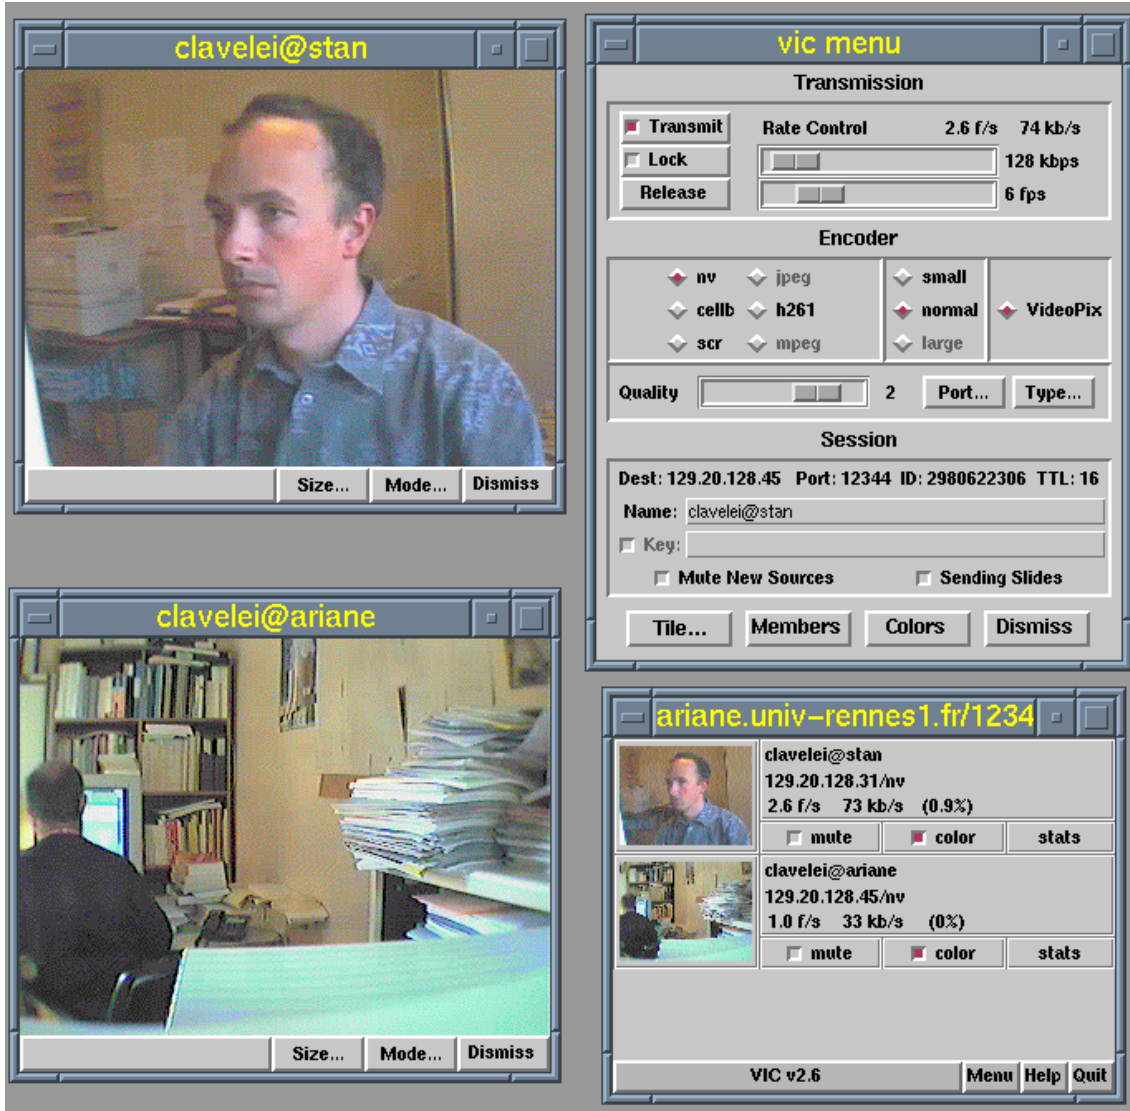 clavelei@stan
Size... Mode... Dismiss
vic menu
Transmission
Transmit Rate Control 2.6 f/s 74 kb/s
Lock 128 kbps
Release 6 fps
Encoder
nv jpeg small
cellb h261 normal VideoPix
scr mpeg large
Quality 2 Port... Type...
Session
Dest: 129.20.128.45 Port: 12344 ID: 2980622306 TTL: 16
Name: clavelei@stan
Key:
Mute New Sources Sending Slides
Tile... Members Colors Dismiss
clavelei@ariane
Size... Mode... Dismiss
ariane.univ-rennes1.fr/1234
clavelei@stan
129.20.128.31/nv
2.6 f/s 73 kb/s (0.9%)
mute color stats
clavelei@ariane
129.20.128.45/nv
1.0 f/s 33 kb/s (0%)
mute color stats
VIC v2.6 Menu Help Quit